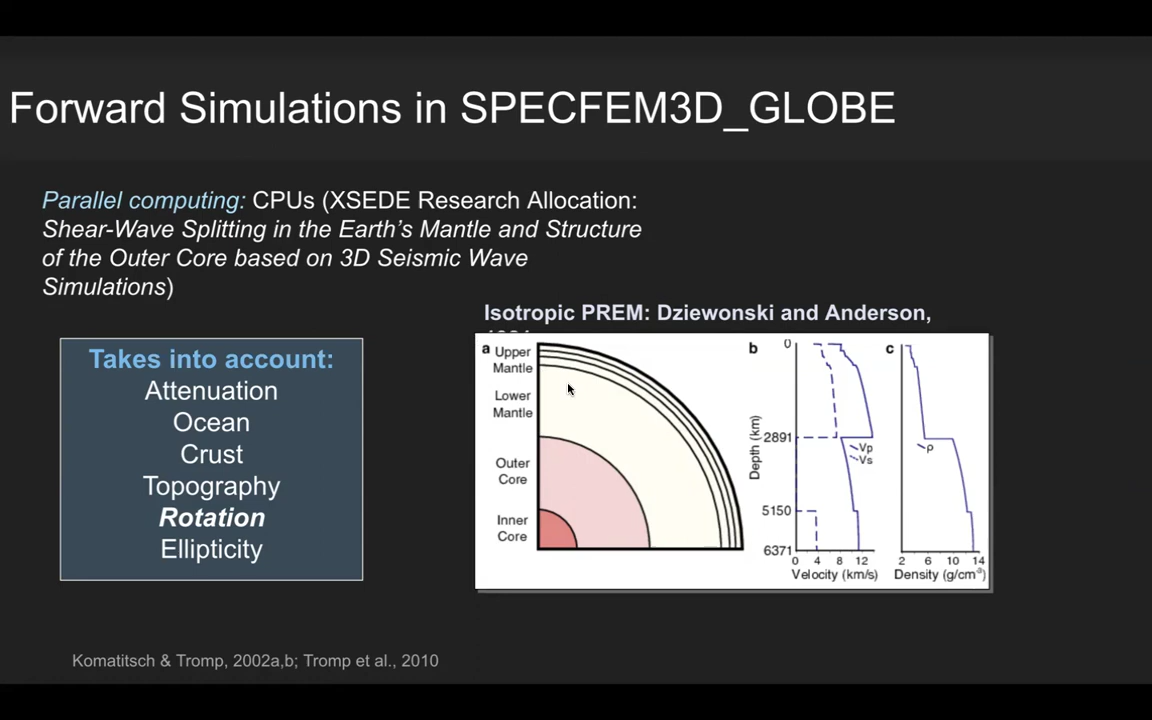 Forward Simulations in SPECFEM3D_GLOBE
Parallel computing: CPUs (XSEDE Research Allocation:
Shear-Wave Splitting in the Earth's Mantle and Structure
of the Outer Core based on 3D Seismic Wave
Simulations)
Isotropic PREM: Dziewonski and Anderson,
Takes into account:
Attenuation
Ocean
Crust
Topography
Rotation
Ellipticity
a
Upper
Mantle
Lower
Mantle
Outer
Core
Inner
Core
b
0
2891
5150
6371
Depth (km)
Vp
Vs
0 4 8 12
Velocity (km/s)
c
ρ
2 6 10 14
Density (g/cm³)
Komatitsch & Tromp, 2002a,b; Tromp et al., 2010